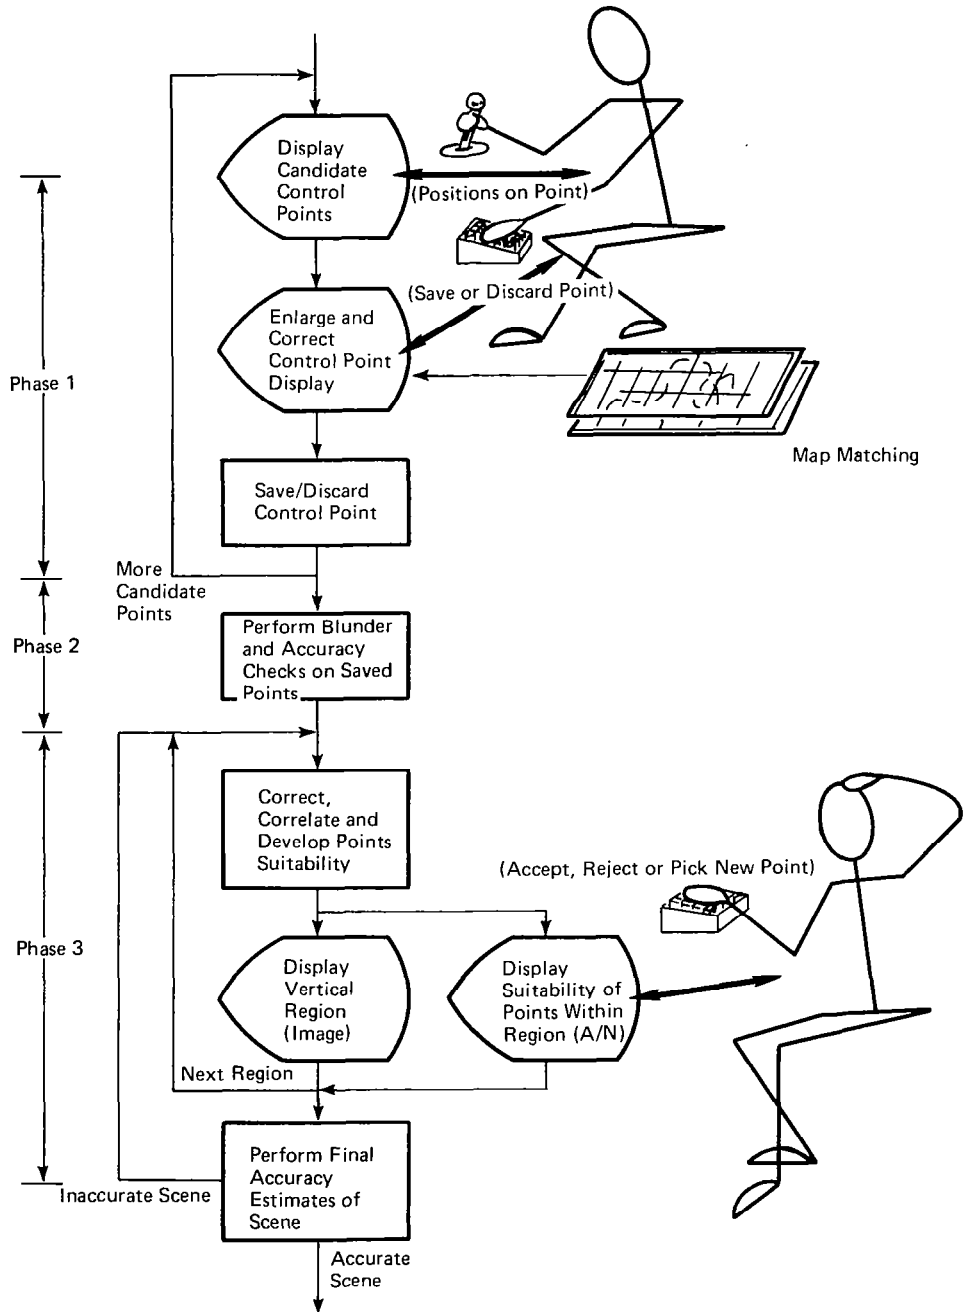 Display
Candidate
Control
Points
(Positions on Point)
(Save or Discard Point)
Enlarge and
Correct
Control Point
Display
Phase 1
Map Matching
Save/Discard
Control Point
More
Candidate
Points
Phase 2
Perform Blunder
and Accuracy
Checks on Saved
Points
Correct,
Correlate and
Develop Points
Suitability
(Accept, Reject or Pick New Point)
Phase 3
Display
Vertical
Region
(Image)
Display
Suitability of
Points Within
Region (A/N)
Next Region
Perform Final
Accuracy
Estimates of
Scene
Inaccurate Scene
Accurate
Scene